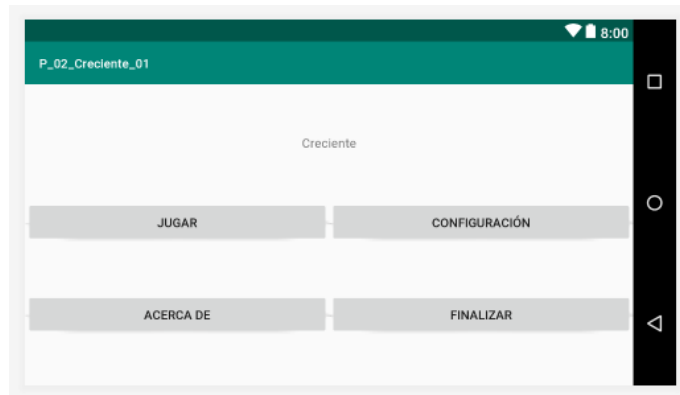 8:00
P_02_Creciente_01
Creciente
JUGAR CONFIGURACIÓN
ACERCA DE FINALIZAR